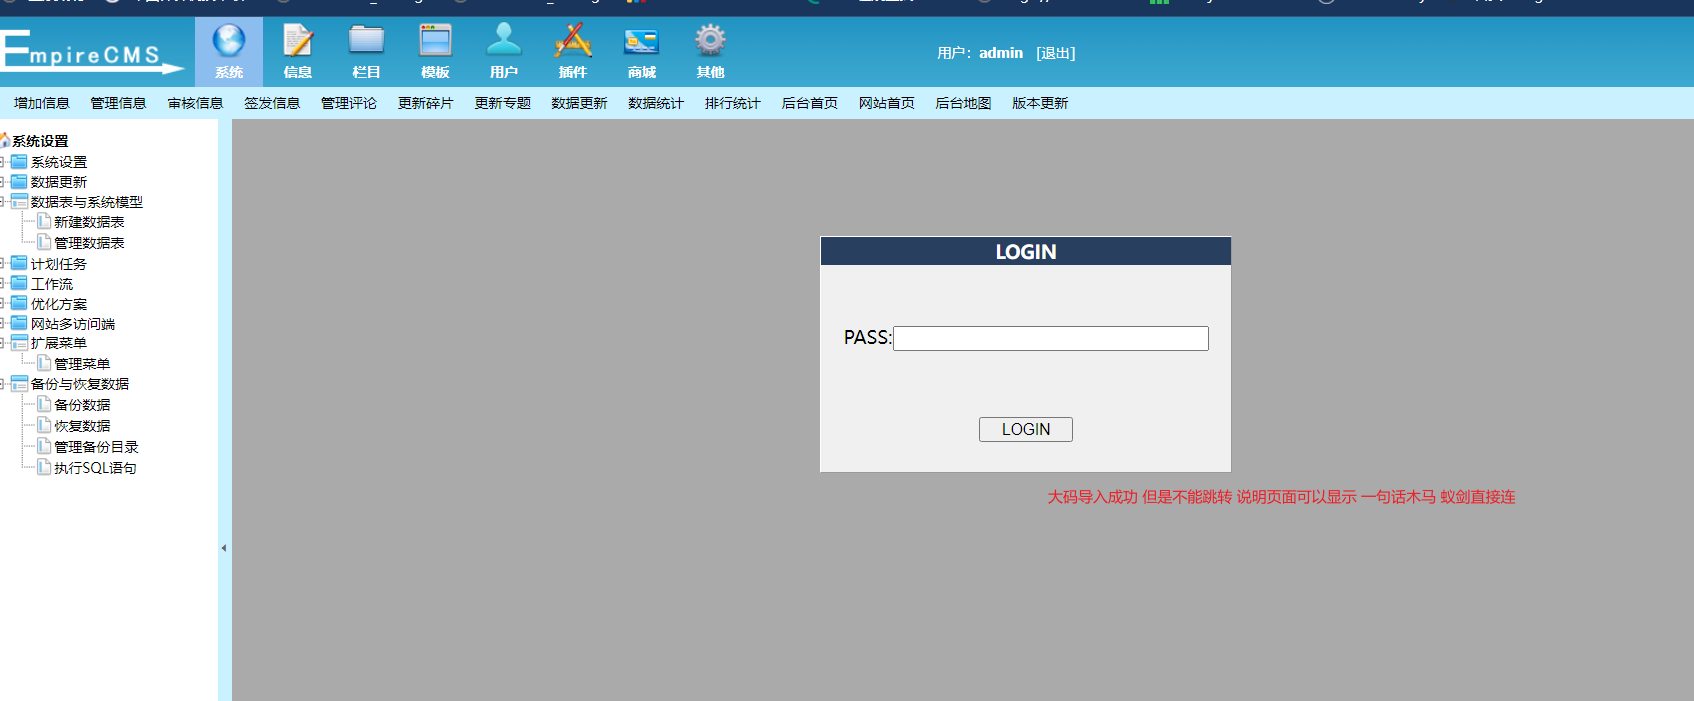 EmpireCMS
系统
信息
栏目
模板
用户
插件
商城
其他
用户：admin [退出]
增加信息 管理信息 审核信息 签发信息 管理评论 更新碎片 更新专题 数据更新 数据统计 排行统计 后台首页 网站首页 后台地图 版本更新
系统设置
系统设置
数据更新
数据表与系统模型
新建数据表
管理数据表
计划任务
工作流
优化方案
网站多访问端
扩展菜单
管理菜单
备份与恢复数据
备份数据
恢复数据
管理备份目录
执行SQL语句
LOGIN
PASS:
LOGIN
大码导入成功 但是不能跳转 说明页面可以显示 一句话木马 蚁剑直接连